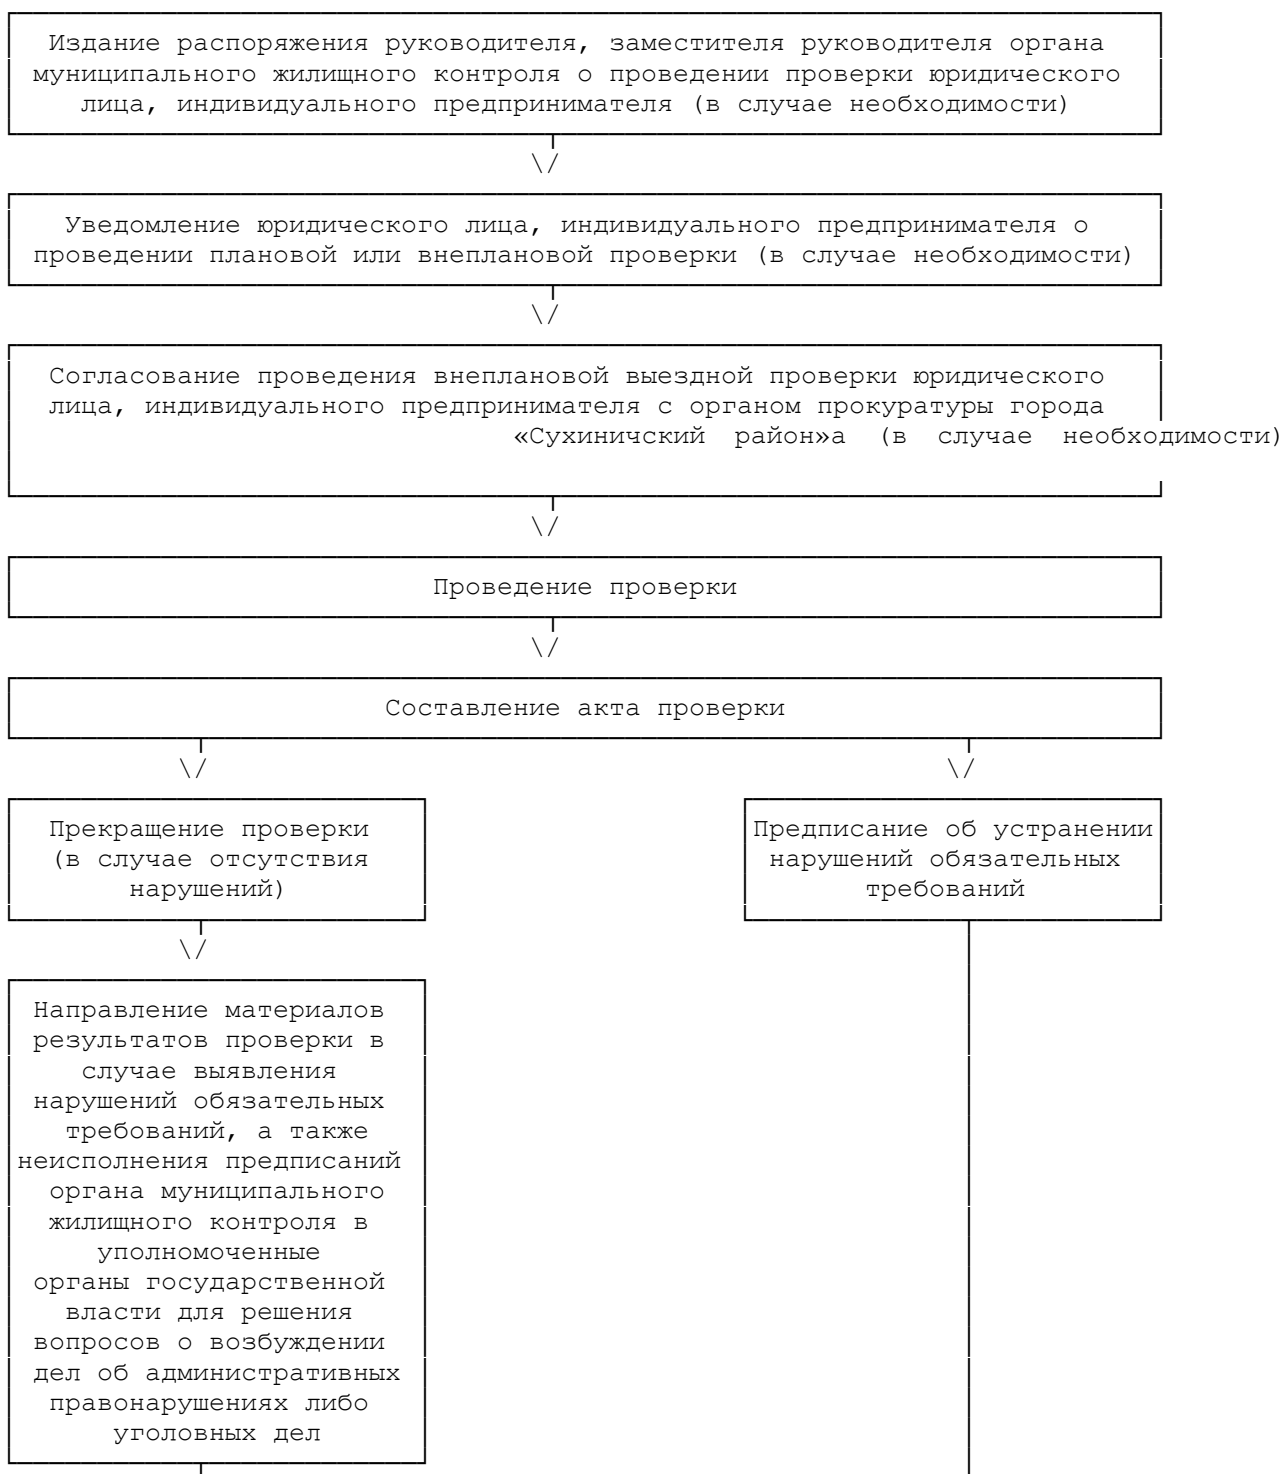 Издание распоряжения руководителя, заместителя руководителя органа
муниципального жилищного контроля о проведении проверки юридического
лица, индивидуального предпринимателя (в случае необходимости)
\/
Уведомление юридического лица, индивидуального предпринимателя о
проведении плановой или внеплановой проверки (в случае необходимости)
\/
Согласование проведения внеплановой выездной проверки юридического
лица, индивидуального предпринимателя с органом прокуратуры города
«Сухиничский район»а (в случае необходимости)
\/
Проведение проверки
\/
Составление акта проверки
\/ \/
Прекращение проверки
(в случае отсутствия
нарушений)
Предписание об устранении
нарушений обязательных
требований
\/
Направление материалов
результатов проверки в
случае выявления
нарушений обязательных
требований, а также
неисполнения предписаний
органа муниципального
жилищного контроля в
уполномоченные
органы государственной
власти для решения
вопросов о возбуждении
дел об административных
правонарушениях либо
уголовных дел